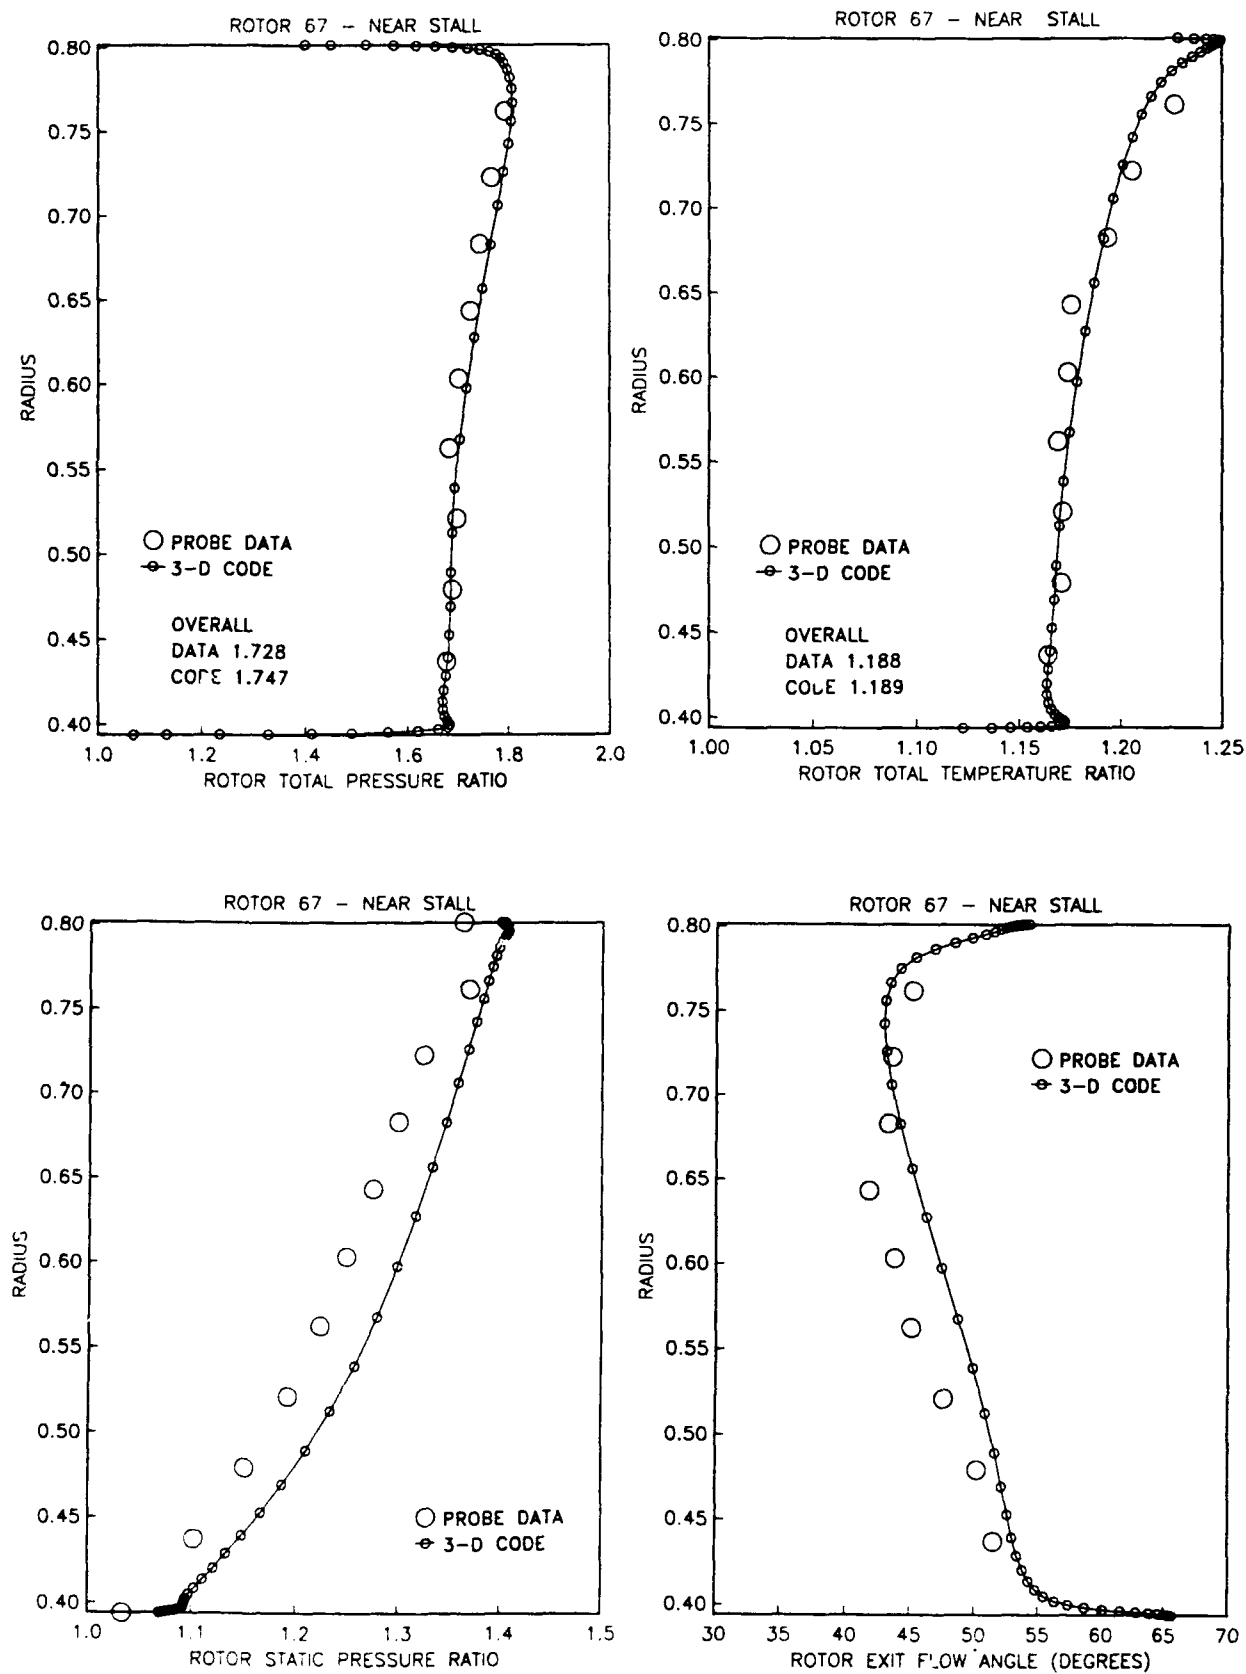 ROTOR 67 – NEAR STALL
0.80
0.75
0.70
0.65
0.60
0.55
0.50
0.45
0.40
RADIUS
PROBE DATA
3-D CODE
OVERALL
DATA 1.728
CODE 1.747
1.0
1.2
1.4
1.6
1.8
2.0
ROTOR TOTAL PRESSURE RATIO
ROTOR 67 – NEAR STALL
0.80
0.75
0.70
0.65
0.60
0.55
0.50
0.45
0.40
RADIUS
PROBE DATA
3-D CODE
OVERALL
DATA 1.188
CODE 1.189
1.00
1.05
1.10
1.15
1.20
1.25
ROTOR TOTAL TEMPERATURE RATIO
ROTOR 67 – NEAR STALL
0.80
0.75
0.70
0.65
0.60
0.55
0.50
0.45
0.40
RADIUS
PROBE DATA
3-D CODE
1.0
1.1
1.2
1.3
1.4
1.5
ROTOR STATIC PRESSURE RATIO
ROTOR 67 – NEAR STALL
0.80
0.75
0.70
0.65
0.60
0.55
0.50
0.45
0.40
RADIUS
PROBE DATA
3-D CODE
30
35
40
45
50
55
60
65
70
ROTOR EXIT FLOW ANGLE (DEGREES)